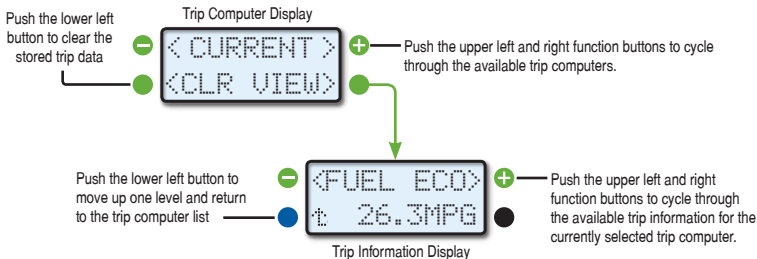 Trip Computer Display
Push the lower left
button to clear the
stored trip data
< CURRENT >
<CLR VIEW>
Push the upper left and right function buttons to cycle
through the available trip computers.
Push the lower left button to
move up one level and return
to the trip computer list
<FUEL ECO>
26.3MPG
Push the upper left and right
function buttons to cycle through
the available trip information for the
currently selected trip computer.
Trip Information Display